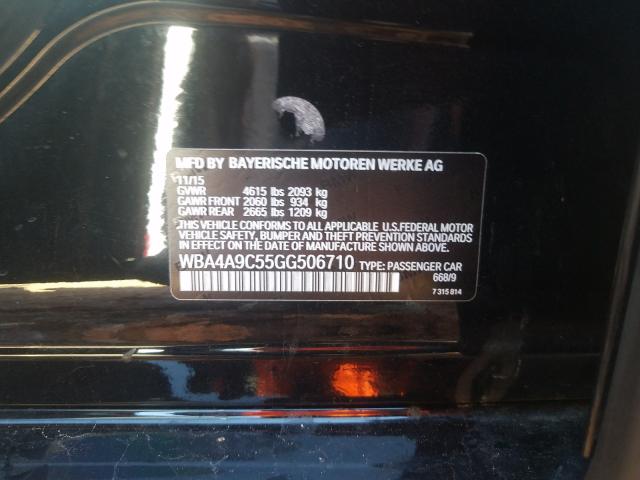 MFD BY BAYERISCHE MOTOREN WERKE AG
11/15
GVWR 4615 lbs 2093 kg
GAWR FRONT 2060 lbs 934 kg
GAWR REAR 2665 lbs 1209 kg
THIS VEHICLE CONFORMS TO ALL APPLICABLE U.S.FEDERAL MOTOR
VEHICLE SAFETY, BUMPER AND THEFT PREVENTION STANDARDS
IN EFFECT ON THE DATE OF MANUFACTURE SHOWN ABOVE.
WBA4A9C55GG506710 TYPE: PASSENGER CAR
668/9
7 315 814